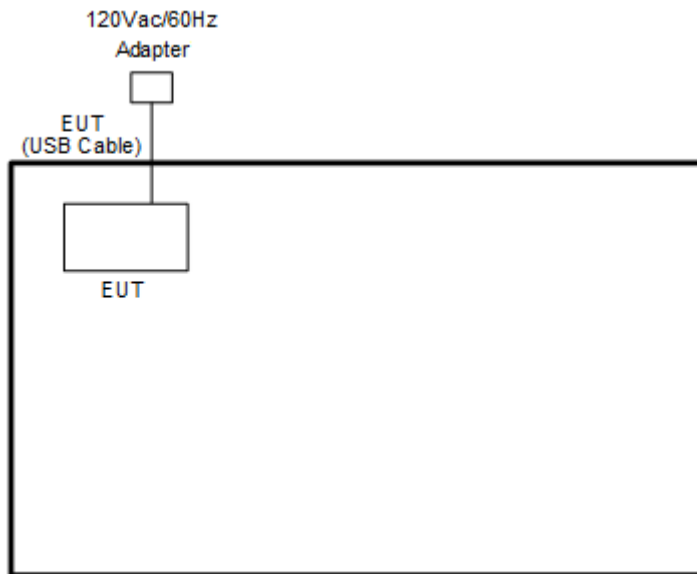 120Vac/60Hz
Adapter
EUT
(USB Cable)
EUT